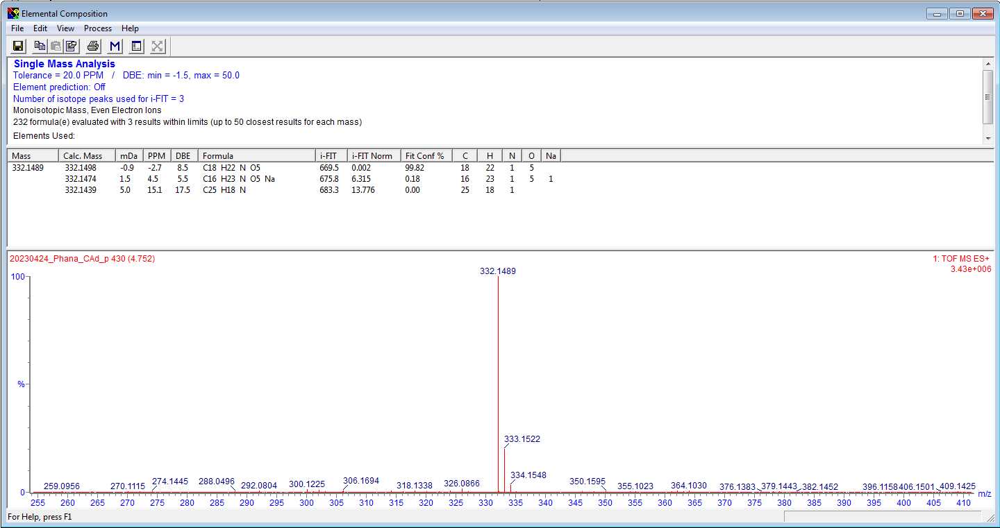 Elemental Composition
File Edit View Process Help
Single Mass Analysis
Tolerance = 20.0 PPM / DBE: min = -1.5, max = 50.0
Element prediction: Off
Number of isotope peaks used for i-FIT = 3
Monoisotopic Mass, Even Electron Ions
232 formula(e) evaluated with 3 results within limits (up to 50 closest results for each mass)
Elements Used:
Mass Calc. Mass mDa PPM DBE Formula i-FIT i-FIT Norm Fit Conf % C H N O Na
332.1489 332.1498 -0.9 -2.7 8.5 C18 H22 N O5 669.5 0.002 99.82 18 22 1 5
332.1474 1.5 4.5 5.5 C16 H23 N O5 Na 675.8 6.315 0.18 16 23 1 5 1
332.1439 5.0 15.1 17.5 C25 H18 N 683.3 13.776 0.00 25 18 1
20230424_Phana_CAd_p 430 (4.752) 1: TOF MS ES+
3.43e+006
332.1489
100
%
333.1522
334.1548
259.0956 270.1115 274.1445 288.0496 292.0804 300.1225 306.1694 318.1338 326.0866 350.1595 355.1023 364.1030 376.1383 379.1443 382.1452 396.1158 406.1501 409.1425
0
m/z
255 260 265 270 275 280 285 290 295 300 305 310 315 320 325 330 335 340 345 350 355 360 365 370 375 380 385 390 395 400 405 410
For Help, press F1